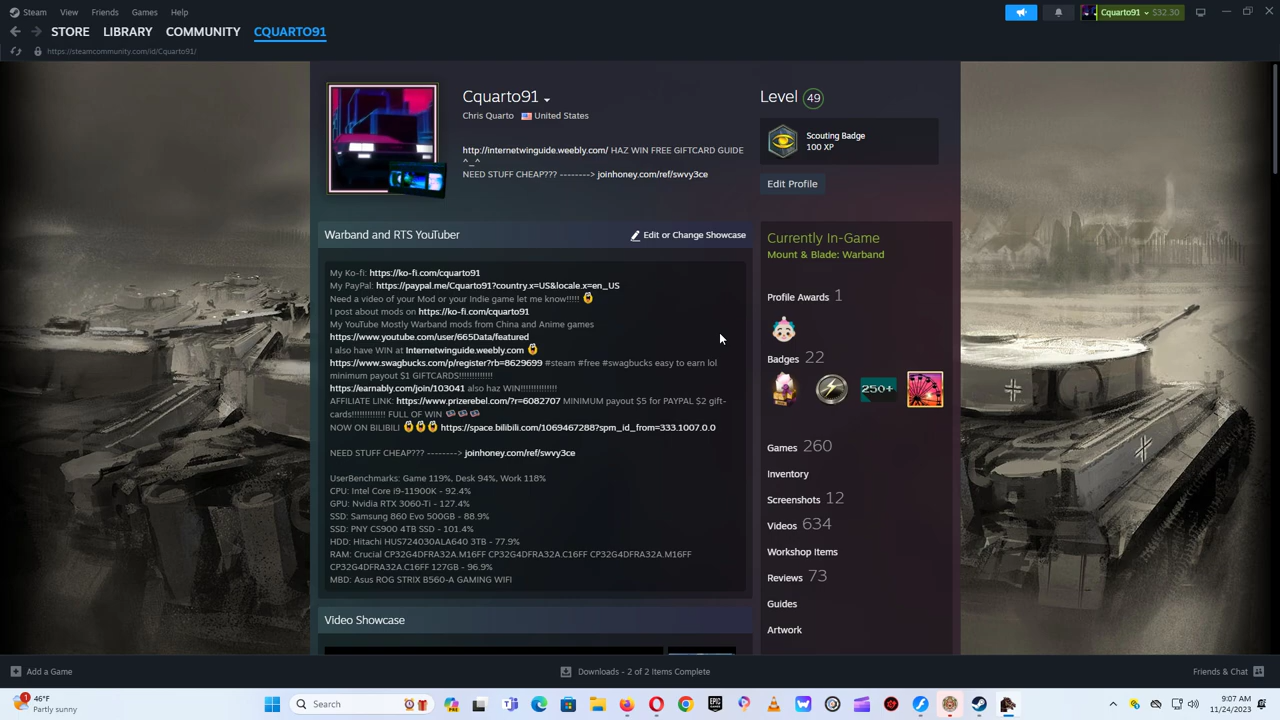 Steam View Friends Games Help
Cquarto91 $32.30
STORE LIBRARY COMMUNITY CQUARTO91
https://steamcommunity.com/id/Cquarto91/
Cquarto91
Chris Quarto United States
http://internetwinguide.weebly.com/ HAZ WIN FREE GIFTCARD GUIDE
^_^
NEED STUFF CHEAP??? --------> joinhoney.com/ref/swvy3ce
Level 49
Scouting Badge
100 XP
Edit Profile
Warband and RTS YouTuber
Edit or Change Showcase
My Ko-fi: https://ko-fi.com/cquarto91
My PayPal: https://paypal.me/Cquarto91?country.x=US&locale.x=en_US
Need a video of your Mod or your Indie game let me know!!!!!
I post about mods on https://ko-fi.com/cquarto91
My YouTube Mostly Warband mods from China and Anime games
https://www.youtube.com/user/665Data/featured
I also have WIN at Internetwinguide.weebly.com
https://www.swagbucks.com/p/register?rb=8629699 #steam #free #swagbucks easy to earn lol
minimum payout $1 GIFTCARDS!!!!!!!!!!!!
https://earnably.com/join/103041 also haz WIN!!!!!!!!!!!!!
AFFILIATE LINK: https://www.prizerebel.com/?r=6082707 MINIMUM payout $5 for PAYPAL $2 gift-
cards!!!!!!!!!!!!! FULL OF WIN
NOW ON BILIBILI https://space.bilibili.com/1069467288?spm_id_from=333.1007.0.0
NEED STUFF CHEAP??? --------> joinhoney.com/ref/swvy3ce
UserBenchmarks: Game 119%, Desk 94%, Work 118%
CPU: Intel Core i9-11900K - 92.4%
GPU: Nvidia RTX 3060-Ti - 127.4%
SSD: Samsung 860 Evo 500GB - 88.9%
SSD: PNY CS900 4TB SSD - 101.4%
HDD: Hitachi HUS724030ALA640 3TB - 77.9%
RAM: Crucial CP32G4DFRA32A.M16FF CP32G4DFRA32A.C16FF CP32G4DFRA32A.M16FF
CP32G4DFRA32A.C16FF 127GB - 96.9%
MBD: Asus ROG STRIX B560-A GAMING WIFI
Video Showcase
Currently In-Game
Mount & Blade: Warband
Profile Awards 1
Badges 22
250+
Games 260
Inventory
Screenshots 12
Videos 634
Workshop Items
Reviews 73
Guides
Artwork
Add a Game
Downloads - 2 of 2 Items Complete
Friends & Chat
1
46°F
Partly sunny
Search
PRE
EPIC
9:07 AM
11/24/2023